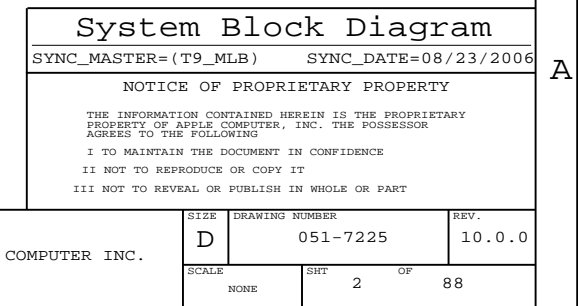 System Block Diagram
SYNC_MASTER=(T9_MLB) SYNC_DATE=08/23/2006
A
NOTICE OF PROPRIETARY PROPERTY
THE INFORMATION CONTAINED HEREIN IS THE PROPRIETARY
PROPERTY OF APPLE COMPUTER, INC. THE POSSESSOR
AGREES TO THE FOLLOWING
I TO MAINTAIN THE DOCUMENT IN CONFIDENCE
II NOT TO REPRODUCE OR COPY IT
III NOT TO REVEAL OR PUBLISH IN WHOLE OR PART
COMPUTER INC.
SIZE
D
DRAWING NUMBER
051-7225
REV.
10.0.0
SCALE
NONE
SHT OF
2 88